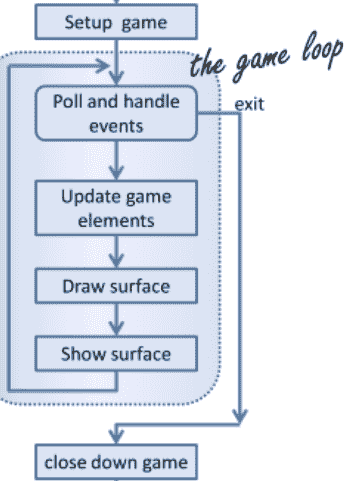 Setup game
the game loop
Poll and handle
events
exit
Update game
elements
Draw surface
Show surface
close down game